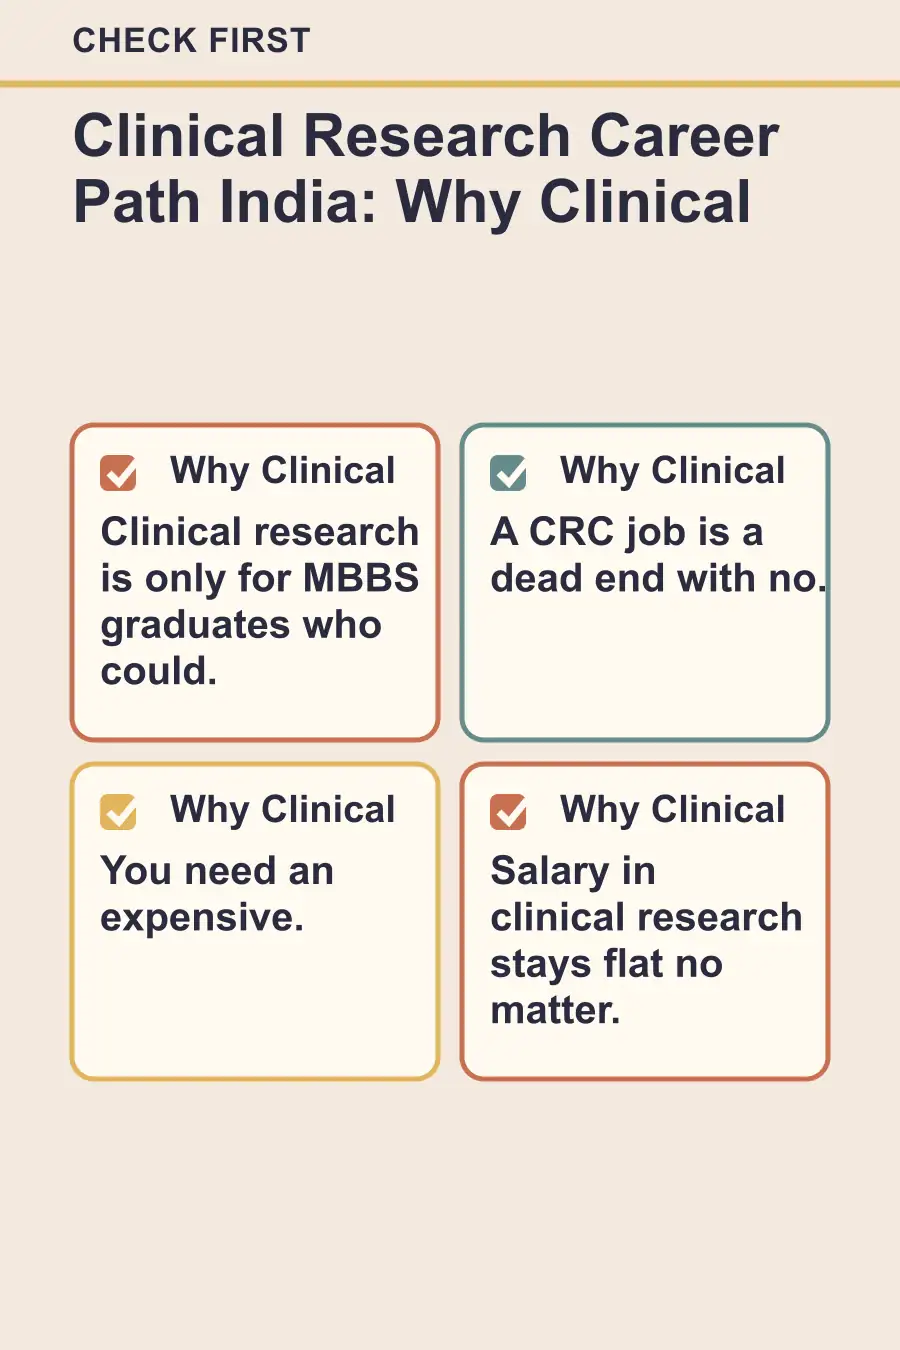 CHECK FIRST
Clinical Research Career
Path India: Why Clinical
Why Clinical
Clinical research
is only for MBBS
graduates who
could.
Why Clinical
A CRC job is a
dead end with no.
Why Clinical
You need an
expensive.
Why Clinical
Salary in
clinical research
stays flat no
matter.